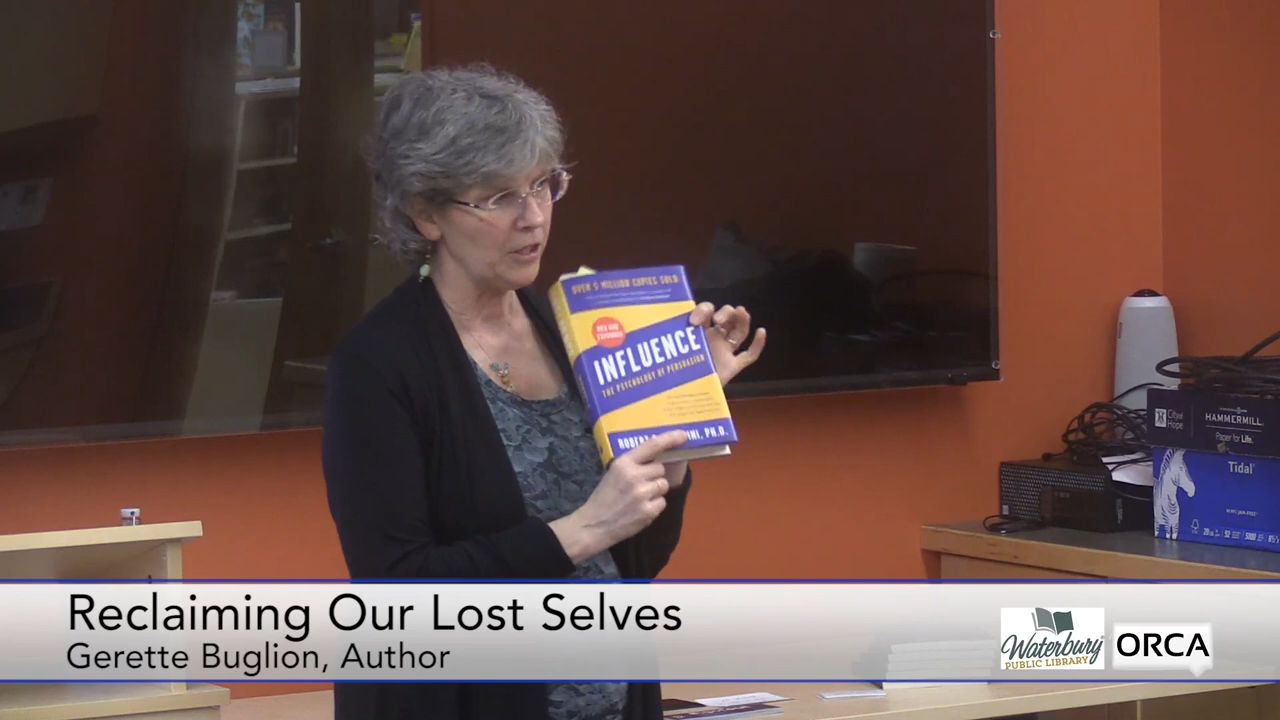 OVER 5 MILLION COPIES SOLD
NEW AND
EXPANDED
INFLUENCE
THE PSYCHOLOGY OF PERSUASION
PH.D.
City of
Hope
HAMMERMILL
Paper for Life.
Tidal
Reclaiming Our Lost Selves
Gerette Buglion, Author
Waterbury
PUBLIC LIBRARY
ORCA